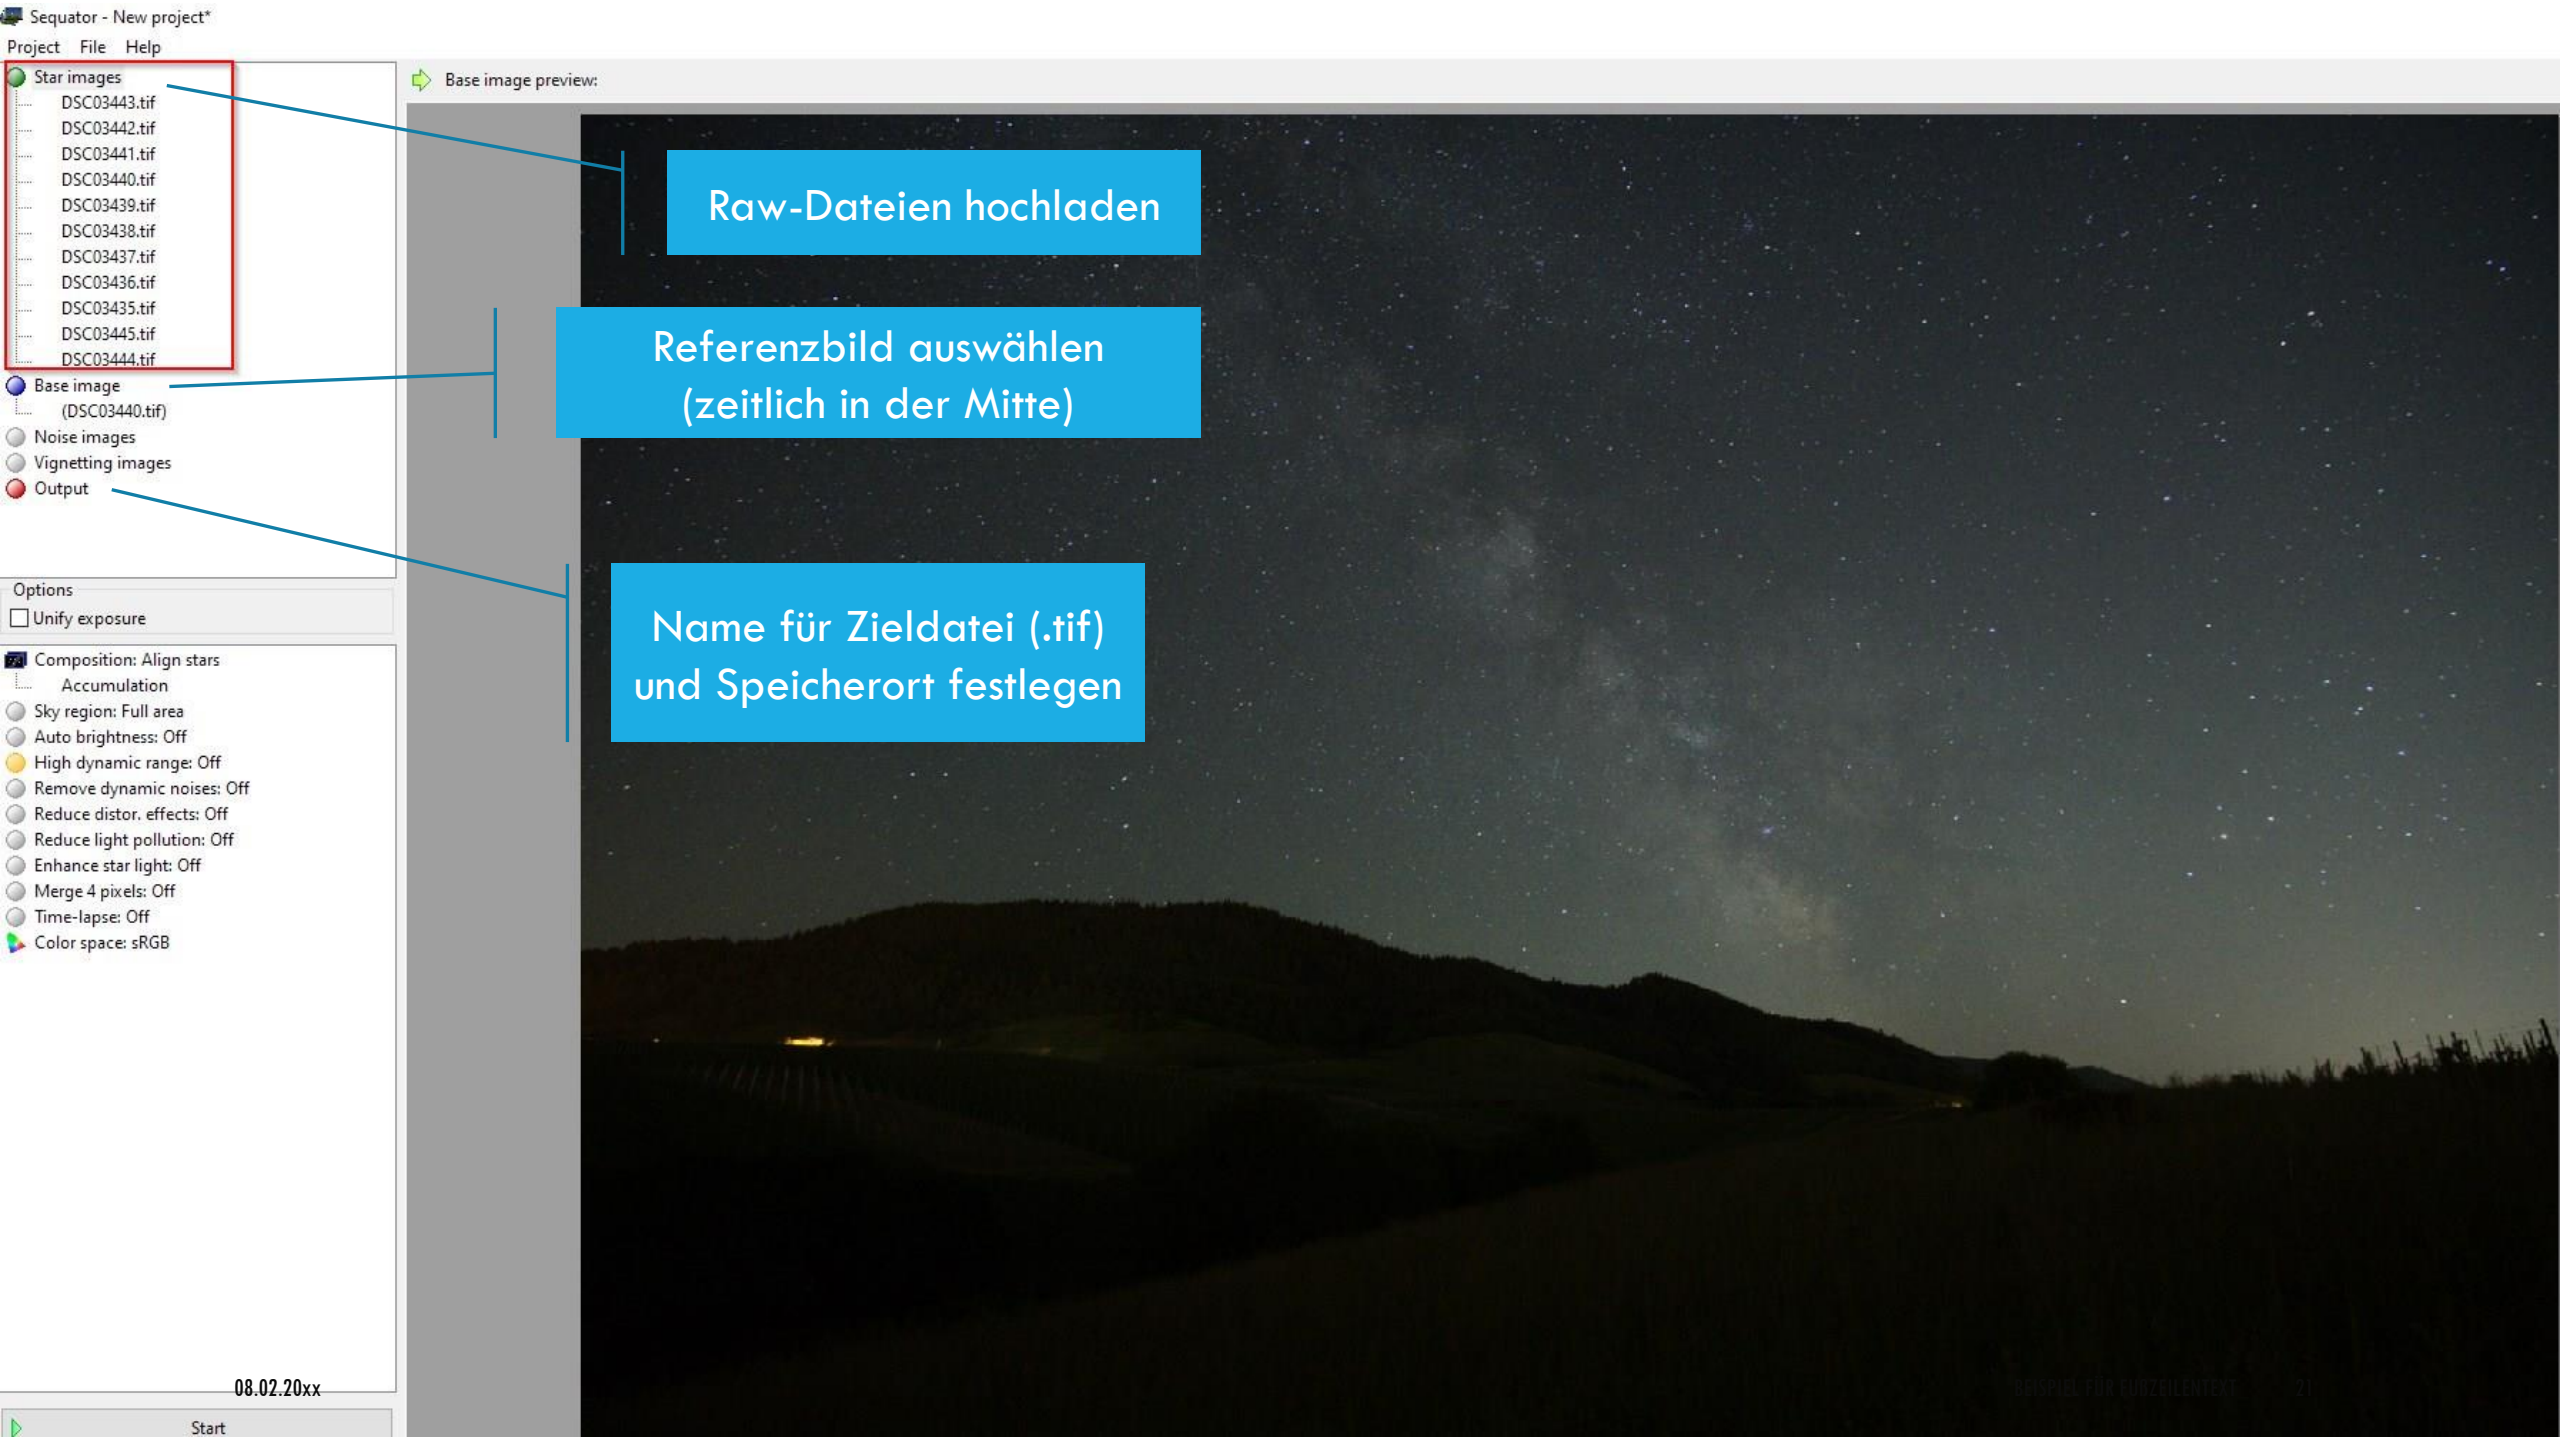 Sequator - New project*
Project File Help
Star images
DSC03443.tif
DSC03442.tif
DSC03441.tif
DSC03440.tif
DSC03439.tif
DSC03438.tif
DSC03437.tif
DSC03436.tif
DSC03435.tif
DSC03445.tif
DSC03444.tif
Base image
(DSC03440.tif)
Noise images
Vignetting images
Output
Options
Unify exposure
Composition: Align stars
Accumulation
Sky region: Full area
Auto brightness: Off
High dynamic range: Off
Remove dynamic noises: Off
Reduce distor. effects: Off
Reduce light pollution: Off
Enhance star light: Off
Merge 4 pixels: Off
Time-lapse: Off
Color space: sRGB
08.02.20xx
Start
Base image preview:
Raw-Dateien hochladen
Referenzbild auswählen
(zeitlich in der Mitte)
Name für Zieldatei (.tif)
und Speicherort festlegen
BEISPIEL FÜR FUßZEILENTEXT 21